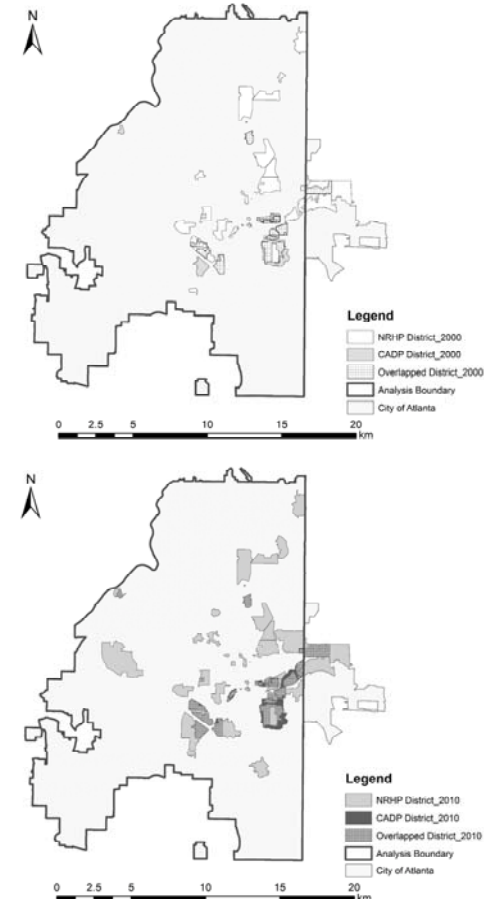 N
Legend
NRHP District_2000
CADP District_2000
Overlapped District_2000
Analysis Boundary
City of Atlanta
0 2.5 5 10 15 20
km
N
Legend
NRHP District_2010
CADP District_2010
Overlapped District_2010
Analysis Boundary
City of Atlanta
0 2.5 5 10 15 20
km